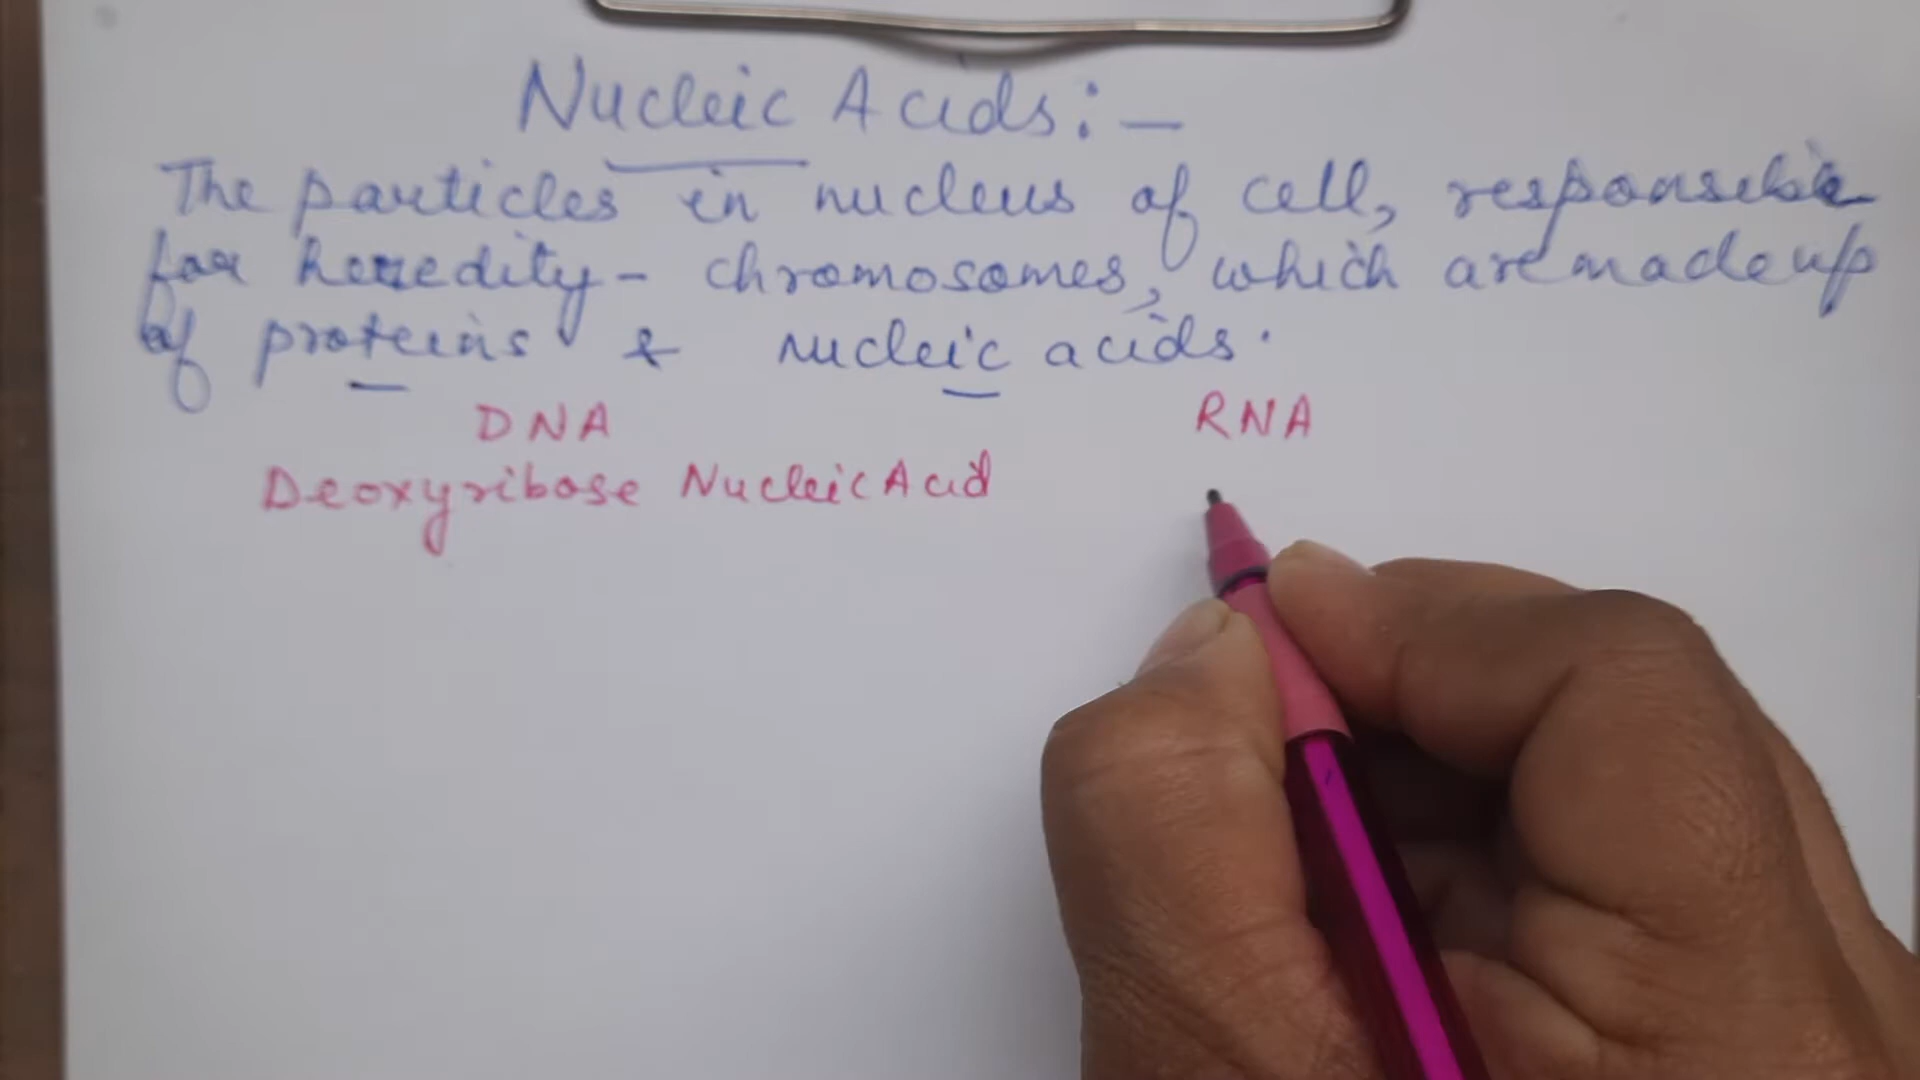 Nucleic Acids:-
The particles in nucleus of cell, responsible
for heredity - chromosomes, which are made up
of proteins & nucleic acids.
DNA RNA
Deoxyribose Nucleic Acid